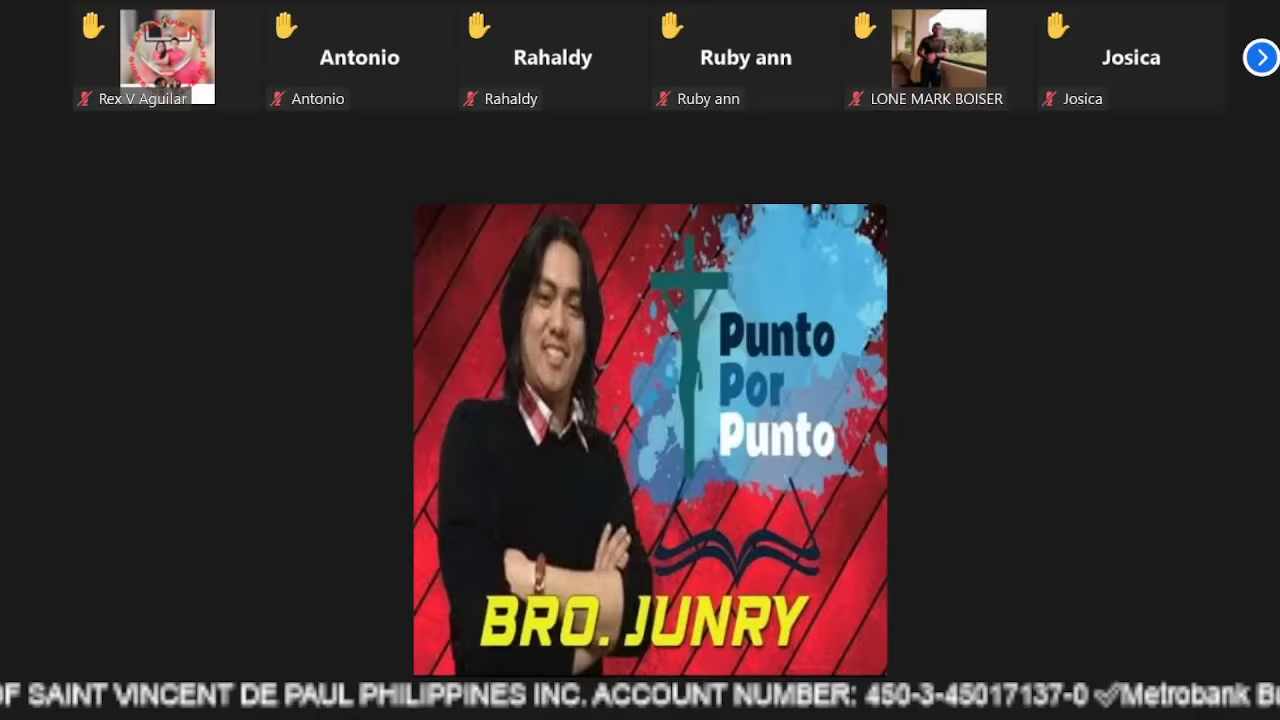 Antonio
Rahaldy
Ruby ann
Josica
Rex V Aguilar
Antonio
Rahaldy
Ruby ann
LONE MARK BOISER
Josica
Punto
Por
Punto
BRO. JUNRY
OF SAINT VINCENT DE PAUL PHILIPPINES INC. ACCOUNT NUMBER: 450-3-45017137-0 ✅Metrobank